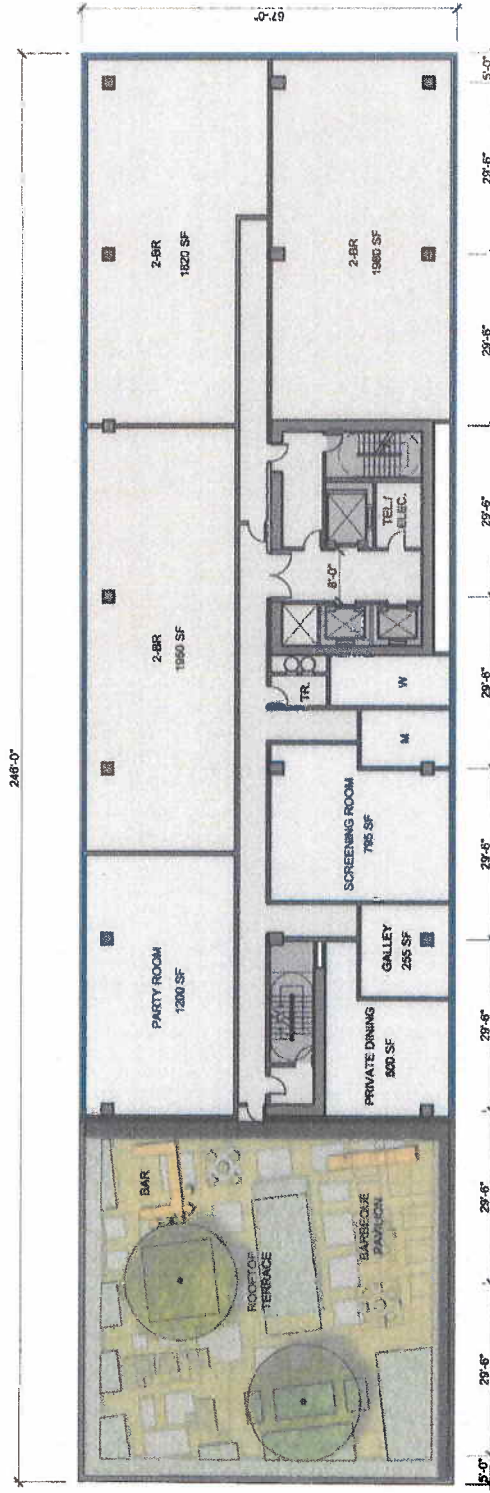 246'-0"
67'-0"
PARTY ROOM
1200 SF
2-BR
1950 SF
2-BR
1820 SF
2-BR
1980 SF
BAR
ROOFTOP
TERRACE
BARBEQUE
PAVILION
PRIVATE DINING
600 SF
GALLEY
255 SF
SCREENING ROOM
795 SF
M
W
TR.
8'-0"
TEL./
ELEC.
5'-0"
29'-6"
29'-6"
29'-6"
29'-6"
29'-6"
29'-6"
29'-6"
29'-6"
5'-0"